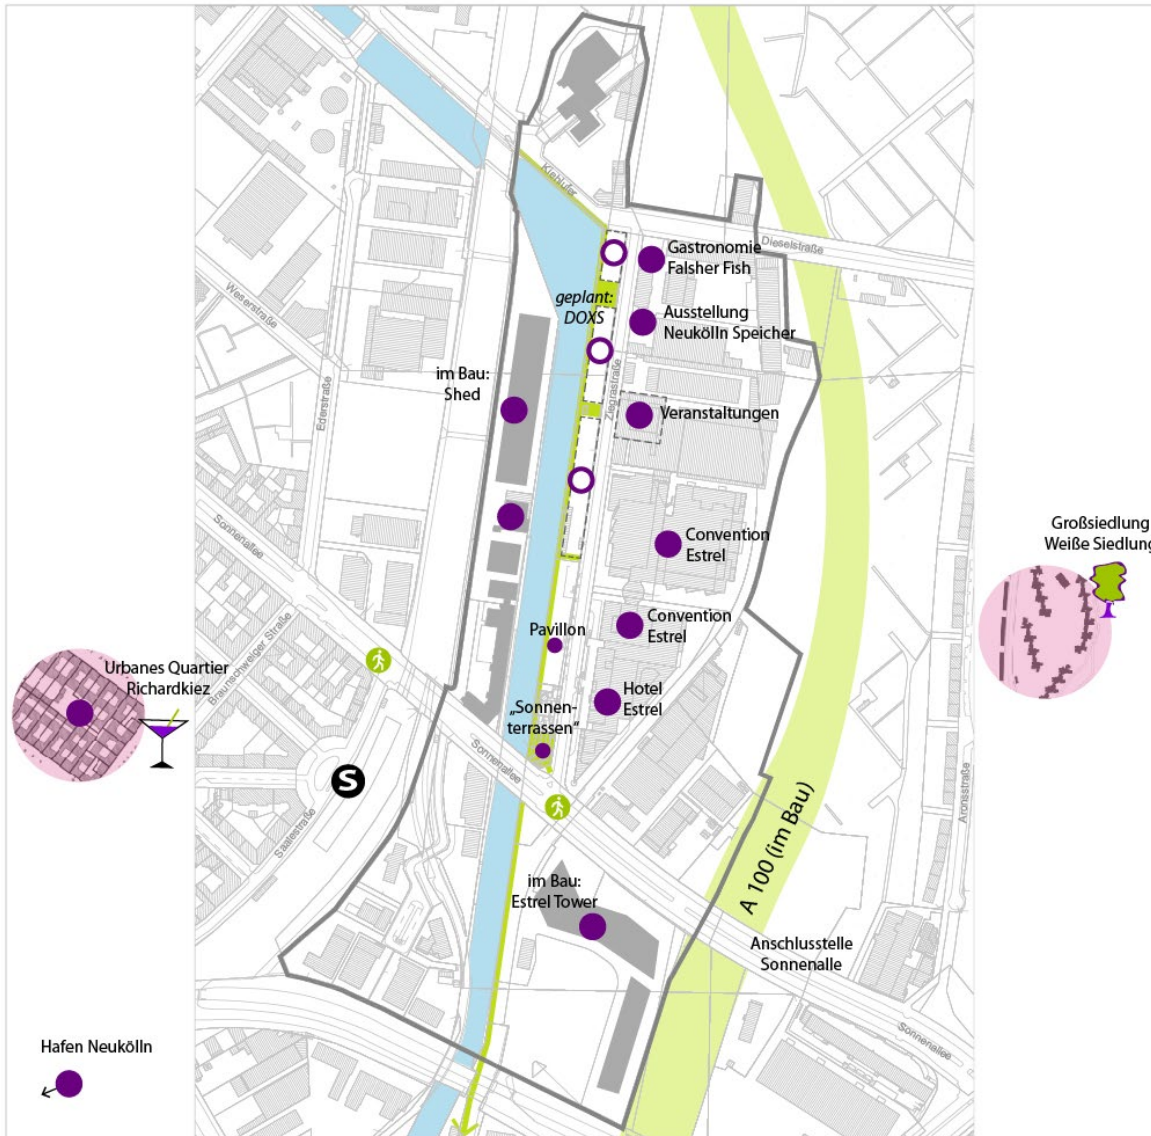 Kiehlufer
Dieselstraße
Gastronomie
Falsher Fish
geplant:
DOXS
Ausstellung
Neukölln Speicher
Weserstraße
Ederstraße
Ziegrastraße
im Bau:
Shed
Veranstaltungen
Sonnenallee
Convention
Estrel
Großsiedlung
Weiße Siedlung
Braunschweiger Straße
Pavillon
Convention
Estrel
Urbanes Quartier
Richardkiez
Hotel
Estrel
„Sonnen-
terrassen“
Sonnenallee
S
Saalestraße
Aronsstraße
A 100 (im Bau)
im Bau:
Estrel Tower
Anschlusstelle
Sonnenalle
Sonnenallee
Hafen Neukölln